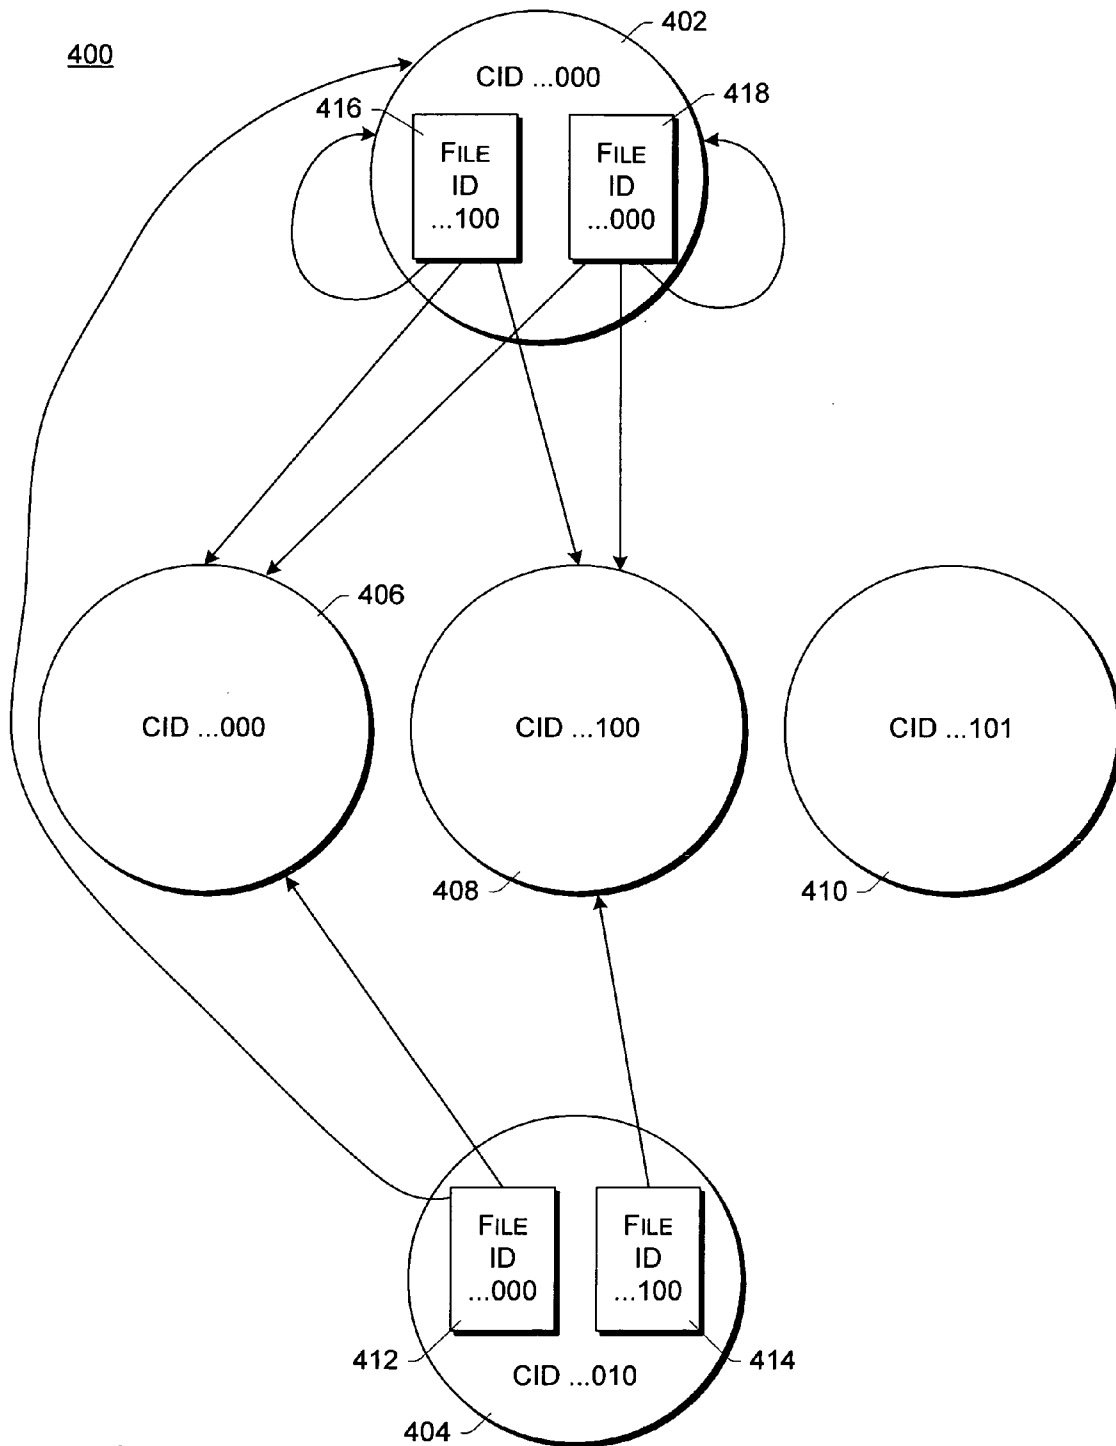 400
402
CID ...000
416
418
FILE
ID
...100
FILE
ID
...000
406
CID ...000
CID ...100
CID ...101
408
410
FILE
ID
...000
FILE
ID
...100
412
414
CID ...010
404